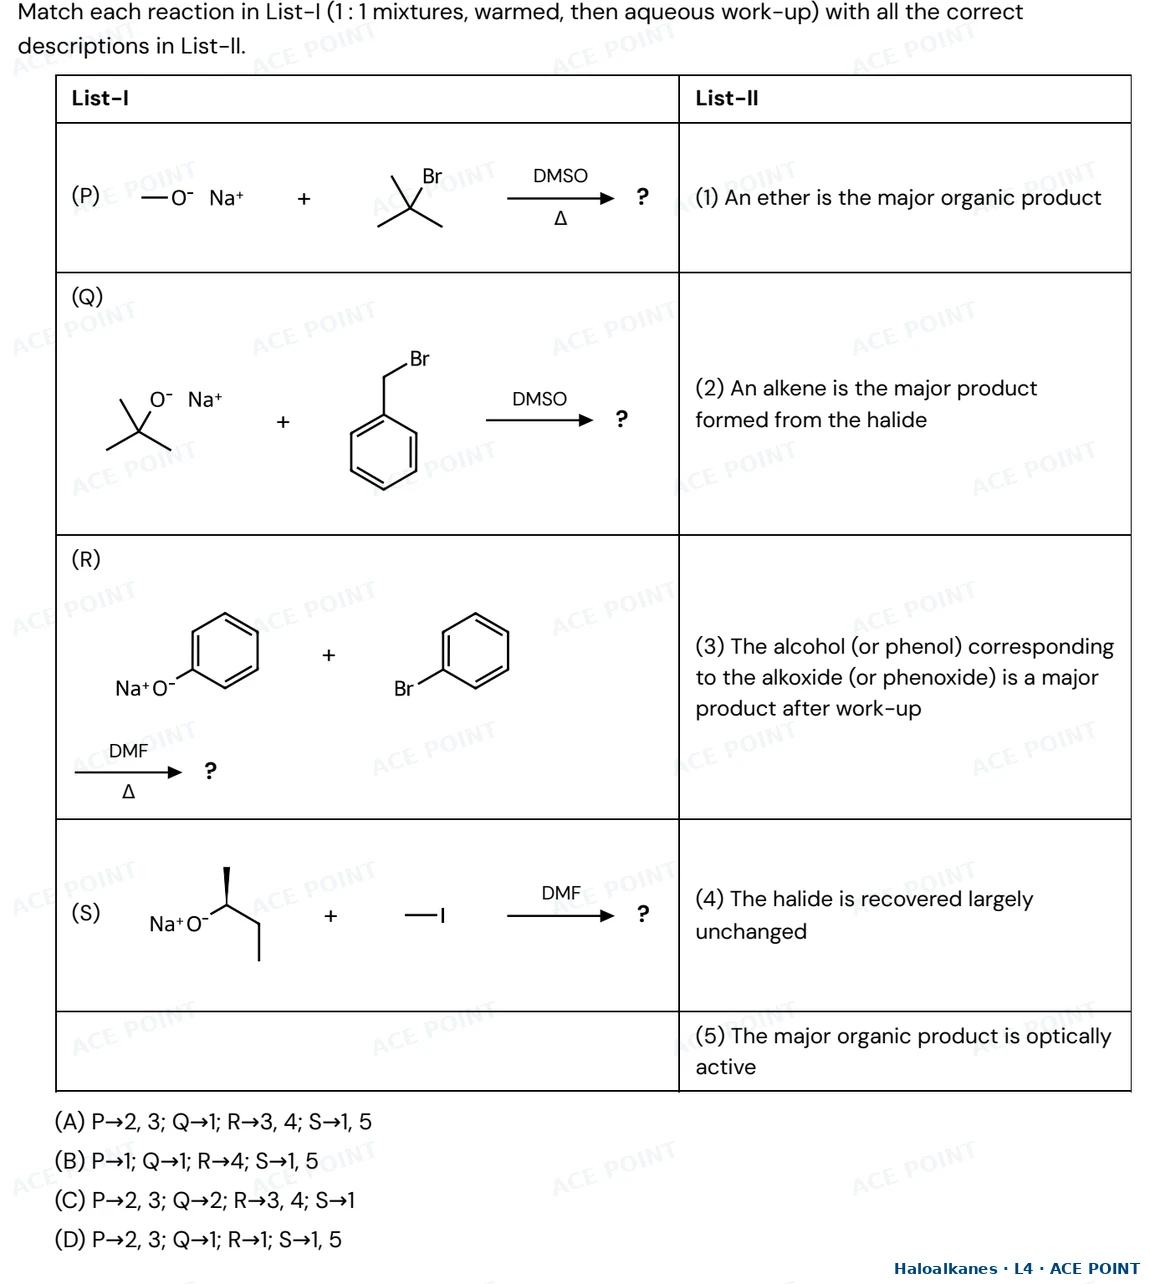 Match each reaction in List-I (1 : 1 mixtures, warmed, then aqueous work-up) with all the correct
descriptions in List-II.
List-I
List-II
(P)
O⁻ Na⁺
+
Br
DMSO
Δ
?
(1) An ether is the major organic product
(Q)
O⁻ Na⁺
+
Br
DMSO
?
(2) An alkene is the major product
formed from the halide
(R)
Na⁺O⁻
+
Br
DMF
Δ
?
(3) The alcohol (or phenol) corresponding
to the alkoxide (or phenoxide) is a major
product after work-up
(S)
Na⁺O⁻
+
I
DMF
?
(4) The halide is recovered largely
unchanged
(5) The major organic product is optically
active
(A) P→2, 3; Q→1; R→3, 4; S→1, 5
(B) P→1; Q→1; R→4; S→1, 5
(C) P→2, 3; Q→2; R→3, 4; S→1
(D) P→2, 3; Q→1; R→1; S→1, 5
Haloalkanes · L4 · ACE POINT
ACE POINT